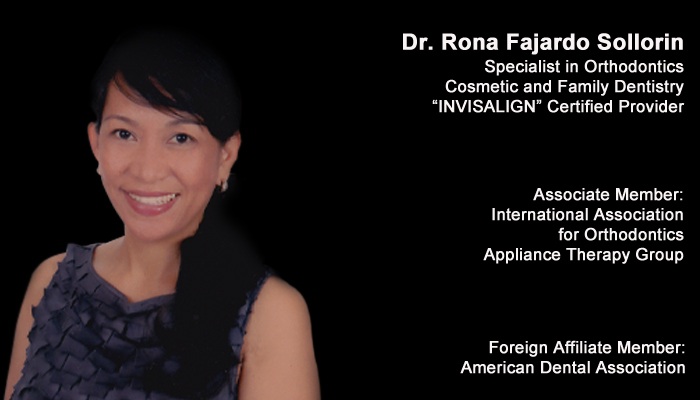 Dr. Rona Fajardo Sollorin
Specialist in Orthodontics
Cosmetic and Family Dentistry
“INVISALIGN” Certified Provider
Associate Member:
International Association
for Orthodontics
Appliance Therapy Group
Foreign Affiliate Member:
American Dental Association